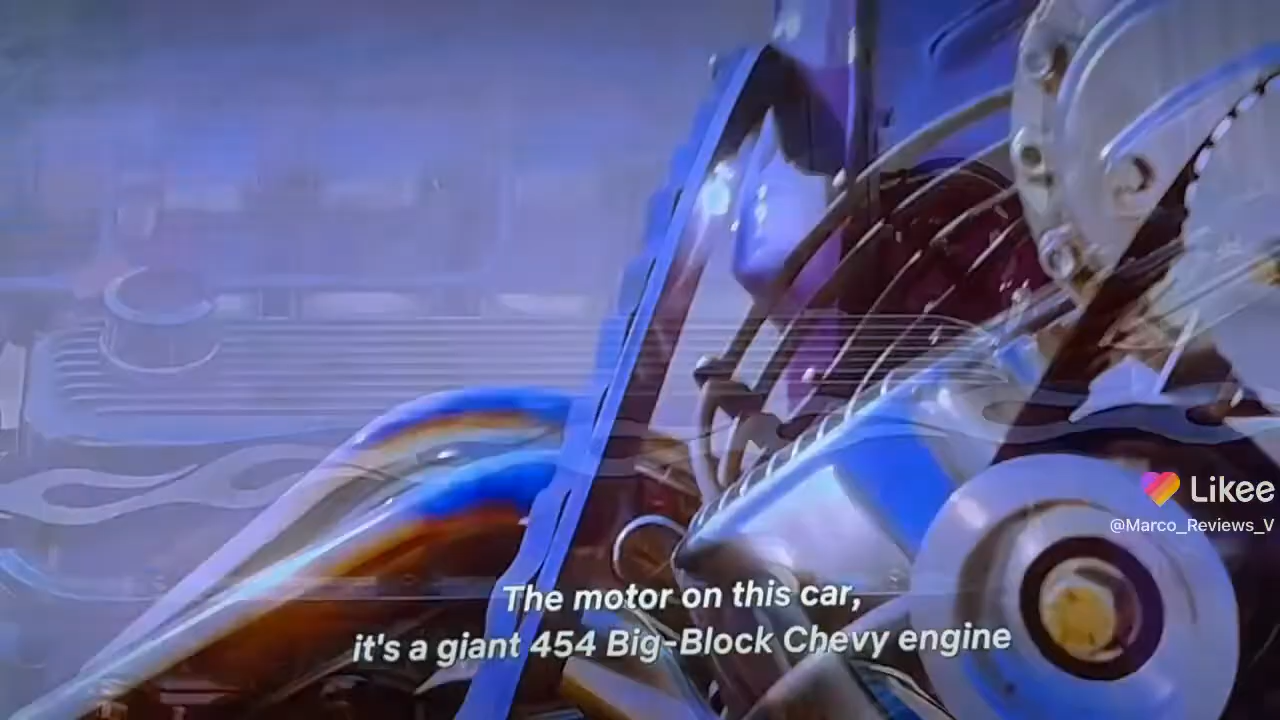 Likee
@Marco_Reviews_V
The motor on this car,
it's a giant 454 Big-Block Chevy engine